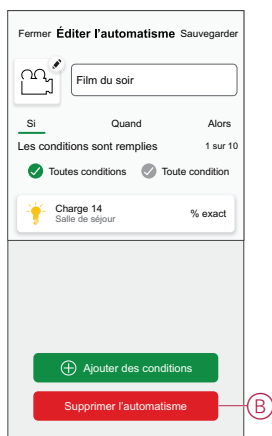 Fermer Éditer l'automatisme Sauvegarder
Film du soir
Si Quand Alors
Les conditions sont remplies 1 sur 10
Toutes conditions Toute condition
Charge 14
Salle de séjour
% exact
Ajouter des conditions
Supprimer l'automatisme
B